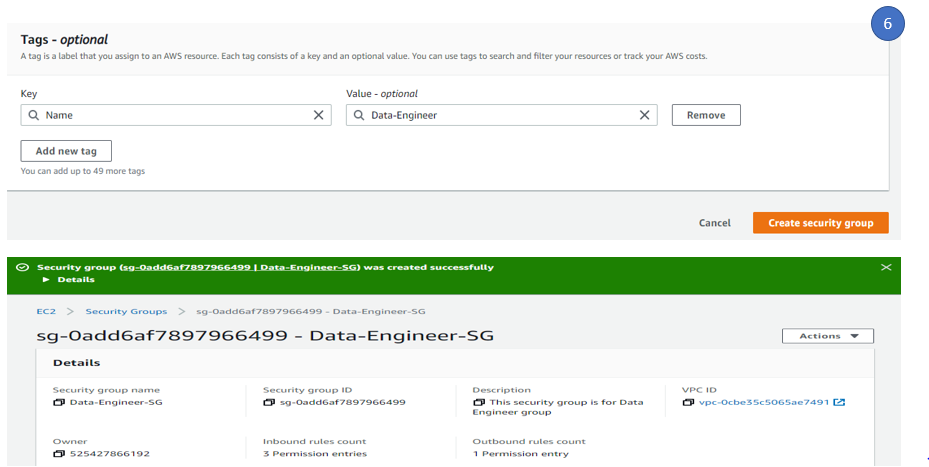 6
Tags - optional
A tag is a label that you assign to an AWS resource. Each tag consists of a key and an optional value. You can use tags to search and filter your resources or track your AWS costs.
Key
Value - optional
Name
Data-Engineer
Remove
Add new tag
You can add up to 49 more tags
Cancel
Create security group
Security group (sg-0add6af7897966499 | Data-Engineer-SG) was created successfully
Details
EC2 > Security Groups > sg-0add6af7897966499 - Data-Engineer-SG
sg-0add6af7897966499 - Data-Engineer-SG
Actions
Details
Security group name
Data-Engineer-SG
Security group ID
sg-0add6af7897966499
Description
This security group is for Data
Engineer group
VPC ID
vpc-0cbe35c5065ae7491
Owner
525427866192
Inbound rules count
3 Permission entries
Outbound rules count
1 Permission entry